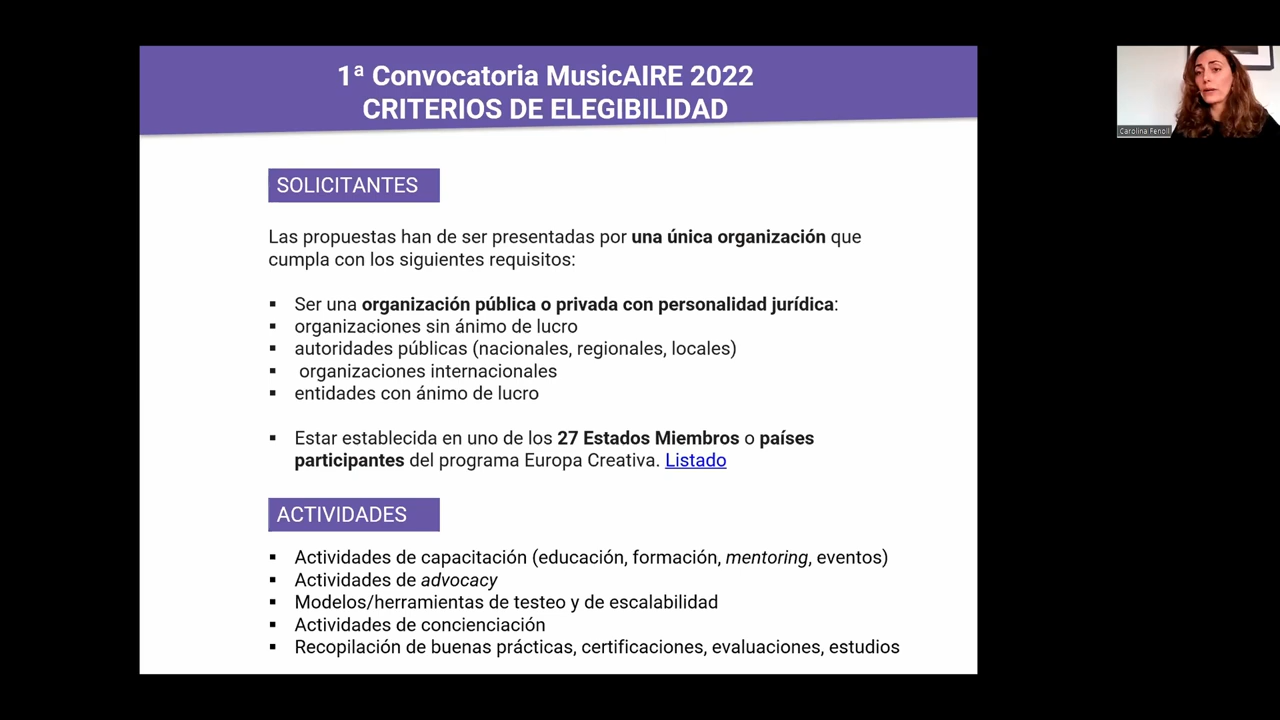 1ª Convocatoria MusicAIRE 2022
CRITERIOS DE ELEGIBILIDAD
Carolina Fenoll
SOLICITANTES
Las propuestas han de ser presentadas por una única organización que
cumpla con los siguientes requisitos:
▪ Ser una organización pública o privada con personalidad jurídica:
▪ organizaciones sin ánimo de lucro
▪ autoridades públicas (nacionales, regionales, locales)
▪ organizaciones internacionales
▪ entidades con ánimo de lucro
▪ Estar establecida en uno de los 27 Estados Miembros o países
participantes del programa Europa Creativa. Listado
ACTIVIDADES
▪ Actividades de capacitación (educación, formación, mentoring, eventos)
▪ Actividades de advocacy
▪ Modelos/herramientas de testeo y de escalabilidad
▪ Actividades de concienciación
▪ Recopilación de buenas prácticas, certificaciones, evaluaciones, estudios